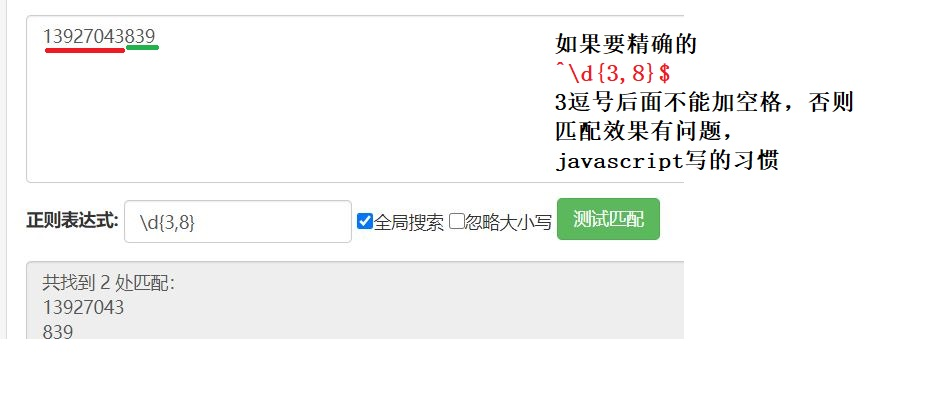 13927043839
如果要精确的
^\d{3,8}$
3逗号后面不能加空格，否则
匹配效果有问题，
javascript写的习惯
正则表达式: \d{3,8} 全局搜索 忽略大小写 测试匹配
共找到 2 处匹配：
13927043
839